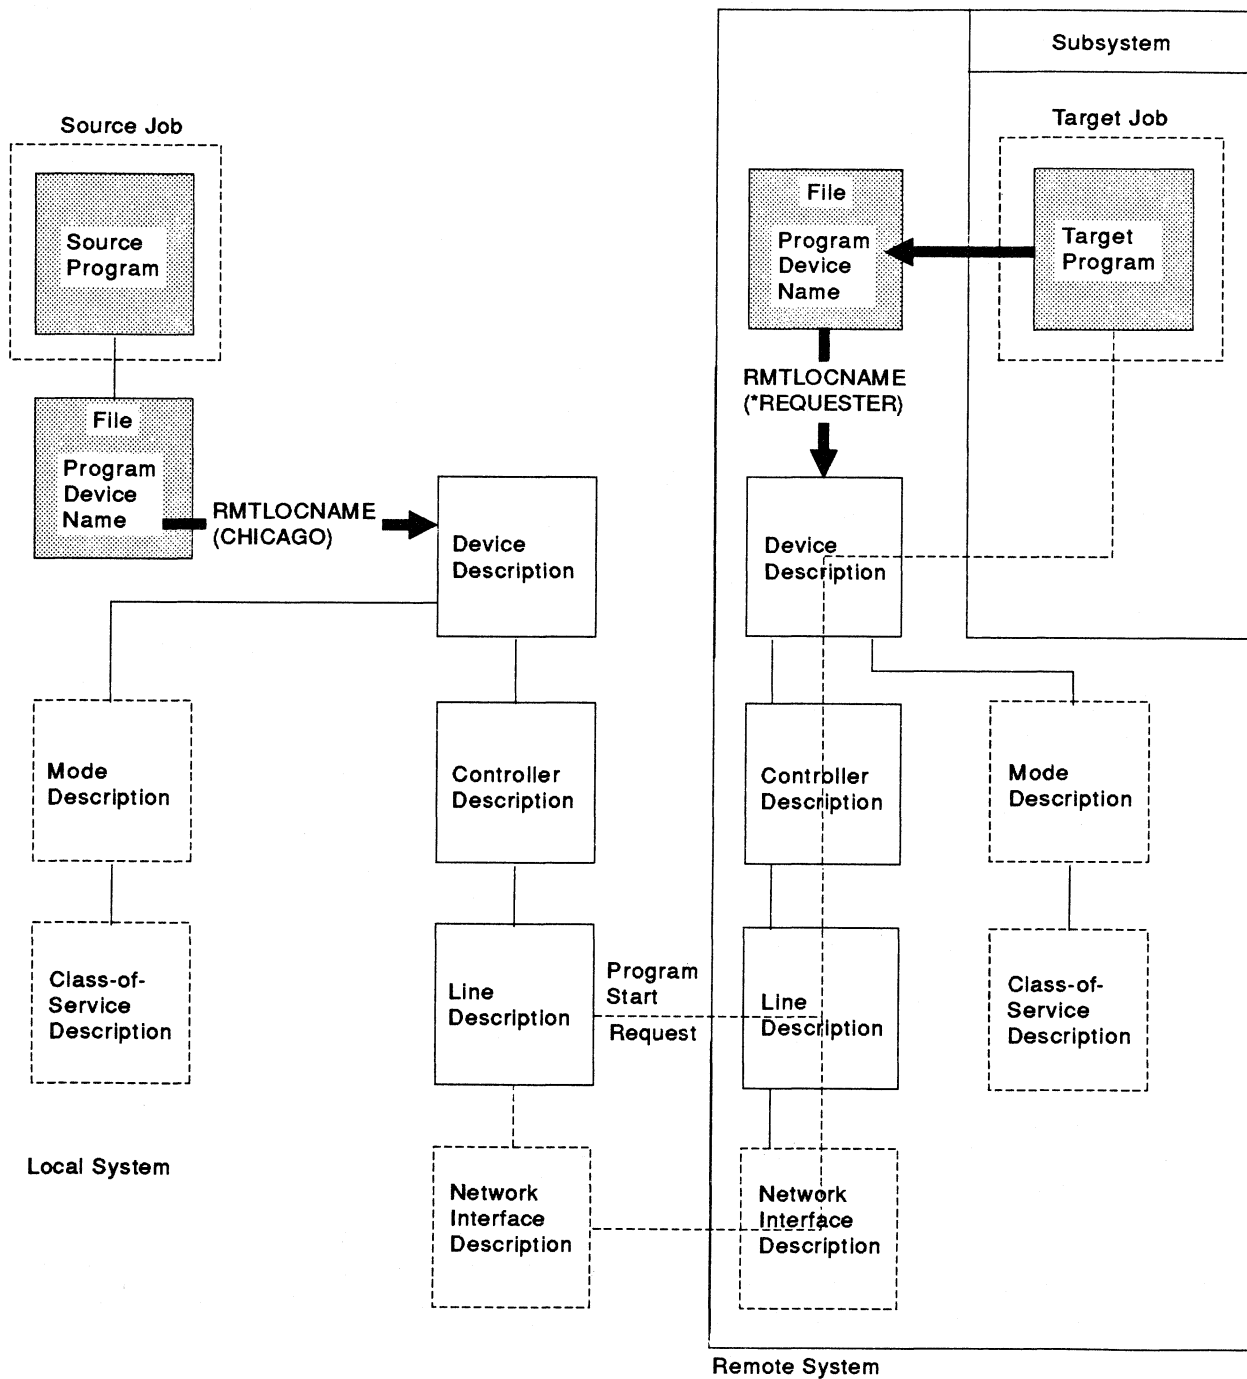 Subsystem
Source Job
Target Job
Source
Program
File
Program
Device
Name
Target
Program
RMTLOCNAME
(*REQUESTER)
File
Program
Device
Name
RMTLOCNAME
(CHICAGO)
Device
Description
Device
Description
Mode
Description
Controller
Description
Controller
Description
Mode
Description
Class-of-
Service
Description
Line
Description
Program
Start
Request
Line
Description
Class-of-
Service
Description
Local System
Network
Interface
Description
Network
Interface
Description
Remote System